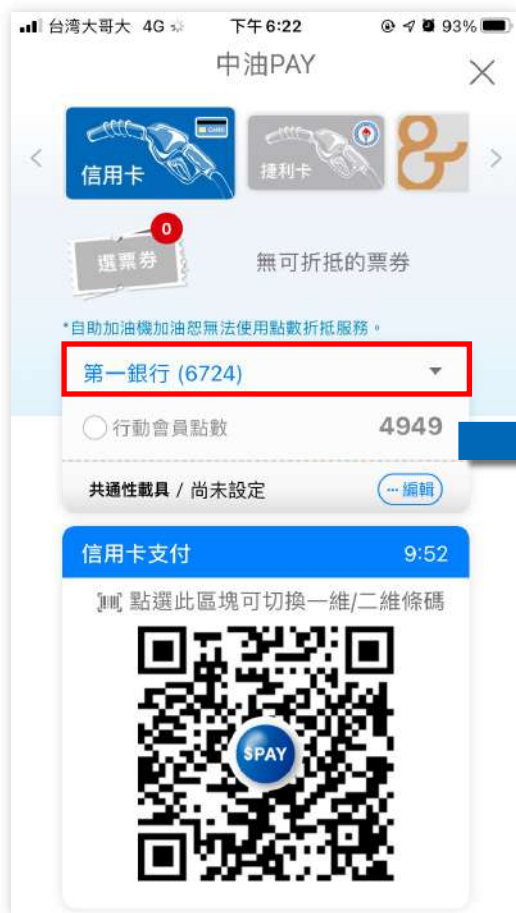 台湾大哥大 4G 下午6:22 93%
中油PAY
CARD
信用卡
捷利卡
0
選票券
無可折抵的票券
*自助加油機加油恕無法使用點數折抵服務。
第一銀行 (6724)
行動會員點數 4949
共通性載具 / 尚未設定 ··· 編輯
信用卡支付 9:52
點選此區塊可切換一維/二維條碼
$PAY